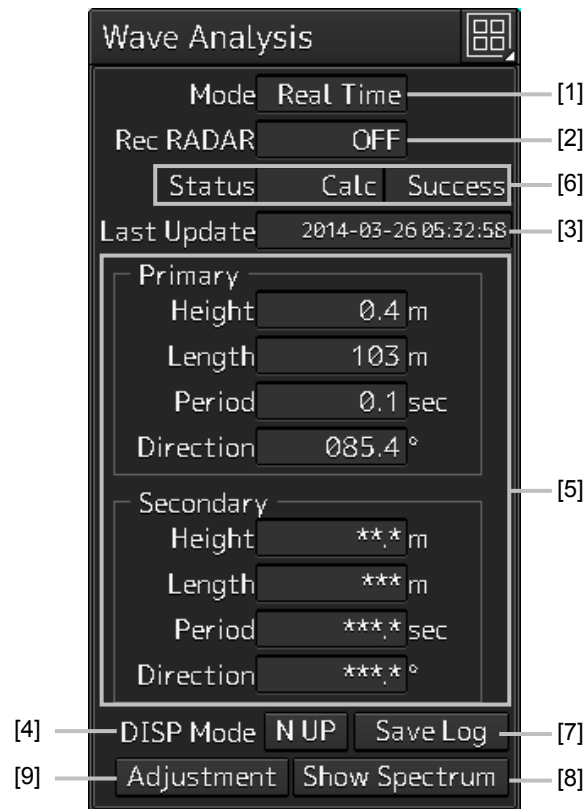 Wave Analysis
Mode Real Time [1]
Rec RADAR OFF [2]
Status Calc Success [6]
Last Update 2014-03-26 05:32:58 [3]
Primary
Height 0.4 m
Length 103 m
Period 0.1 sec
Direction 085.4 °
[5]
Secondary
Height **.* m
Length *** m
Period ***.* sec
Direction ***.* °
[4] DISP Mode N UP Save Log [7]
[9] Adjustment Show Spectrum [8]